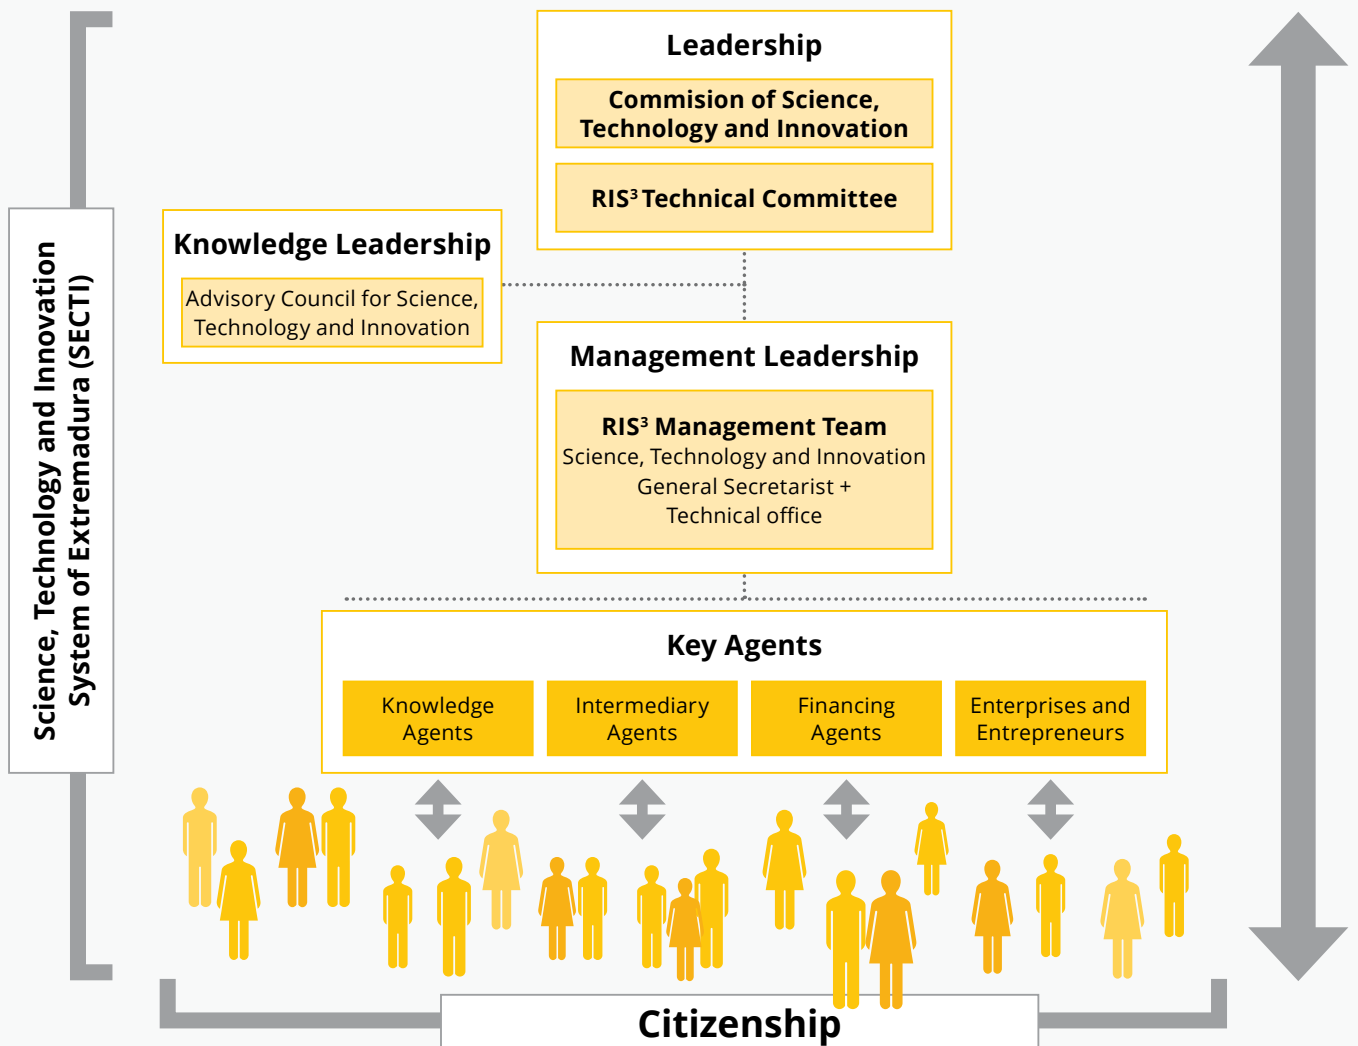 Leadership
Commision of Science,
Technology and Innovation
RIS³ Technical Committee
Knowledge Leadership
Advisory Council for Science,
Technology and Innovation
Management Leadership
RIS³ Management Team
Science, Technology and Innovation
General Secretarist +
Technical office
Science, Technology and Innovation
System of Extremadura (SECTI)
Key Agents
Knowledge
Agents
Intermediary
Agents
Financing
Agents
Enterprises and
Entrepreneurs
Citizenship